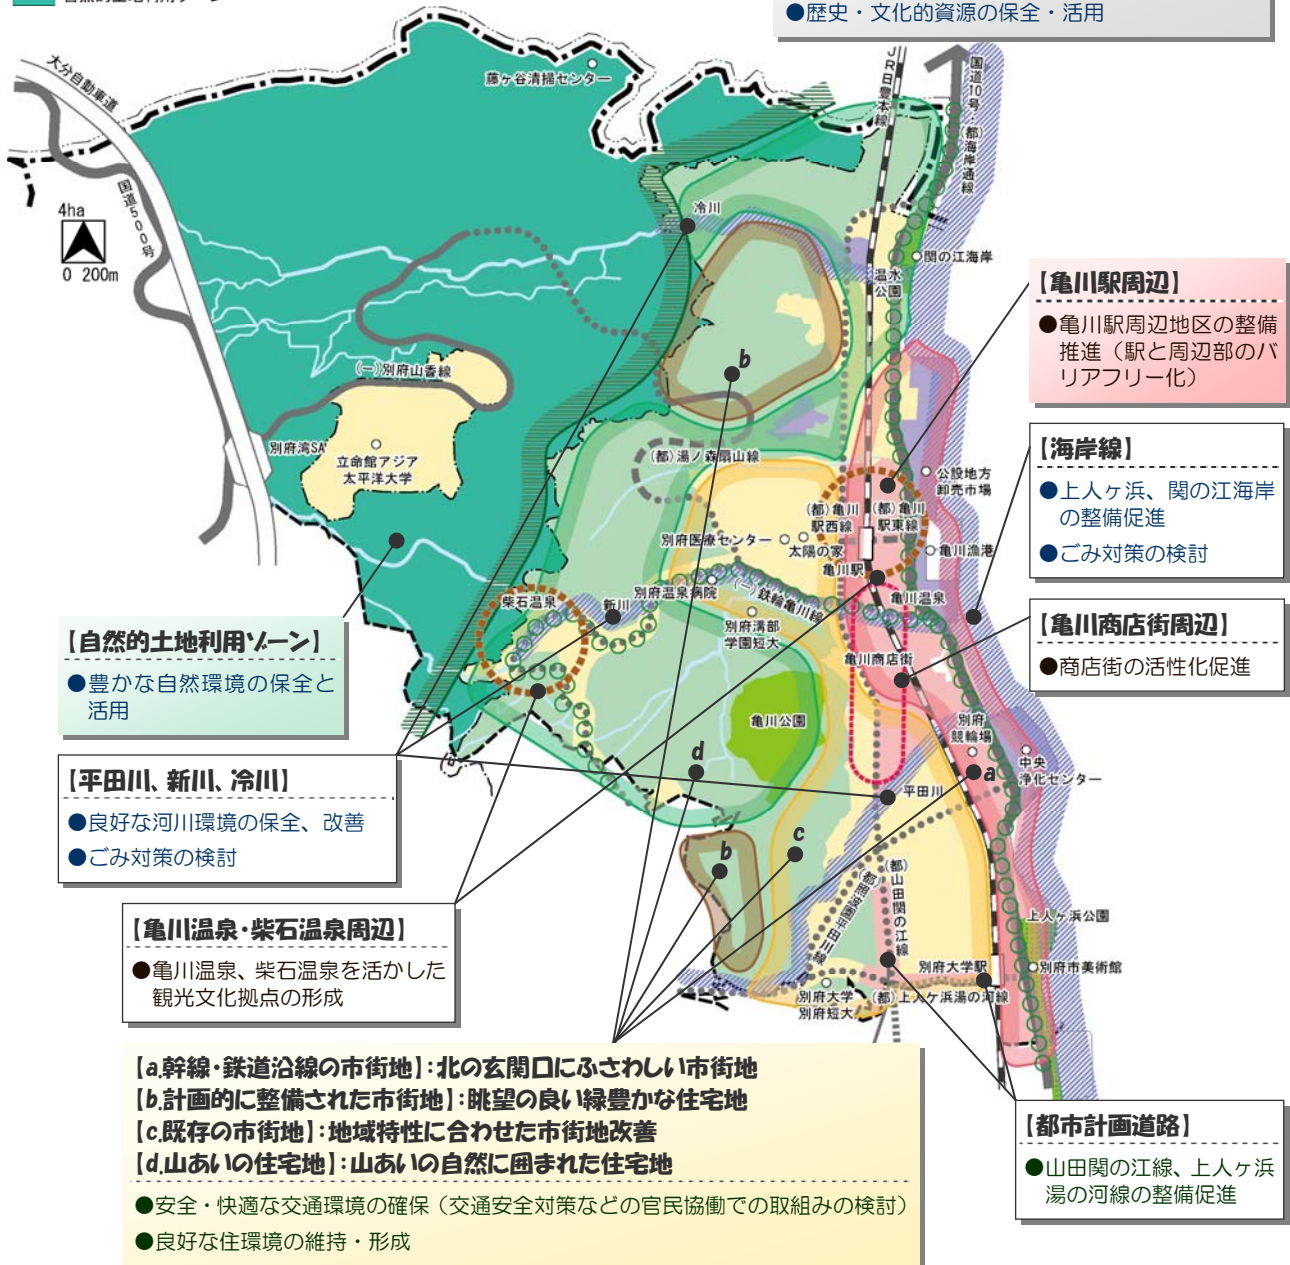 ●歴史・文化的資源の保全・活用
大分自動車道
藤ヶ谷清掃センター
JR日豊本線
国道10号・(都)海岸通線
国道500号
4ha
0 200m
冷川
関の江海岸
温水
公園
【亀川駅周辺】
●亀川駅周辺地区の整備
推進（駅と周辺部のバ
リアフリー化）
b
(一)別府山香線
別府湾SA
立命館アジア
太平洋大学
(都)湯ノ森扇山線
公設地方
卸売市場
【海岸線】
●上人ヶ浜、関の江海岸
の整備促進
●ごみ対策の検討
(都)亀川
駅西線
(都)亀川
駅東線
別府医療センター
太陽の家
亀川漁港
亀川駅
柴石温泉
新川
別府温泉病院
(一)鉄輪亀川線
亀川温泉
別府溝部
学園短大
【亀川商店街周辺】
●商店街の活性化促進
【自然的土地利用ゾーン】
●豊かな自然環境の保全と
活用
亀川商店街
亀川公園
別府
競輪場
中央
浄化センター
d
a
【平田川、新川、冷川】
●良好な河川環境の保全、改善
●ごみ対策の検討
平田川
c
b
(都)照波園平田川線
(都)山田関の江線
【亀川温泉・柴石温泉周辺】
●亀川温泉、柴石温泉を活かした
観光文化拠点の形成
上人ヶ浜公園
別府大学駅
別府市美術館
別府大学
別府短大
(都)上人ヶ浜湯の河線
【a.幹線・鉄道沿線の市街地】：北の玄関口にふさわしい市街地
【b.計画的に整備された市街地】：眺望の良い緑豊かな住宅地
【c.既存の市街地】：地域特性に合わせた市街地改善
【d.山あいの住宅地】：山あいの自然に囲まれた住宅地
●安全・快適な交通環境の確保（交通安全対策などの官民協働での取組みの検討）
●良好な住環境の維持・形成
【都市計画道路】
●山田関の江線、上人ヶ浜
湯の河線の整備促進